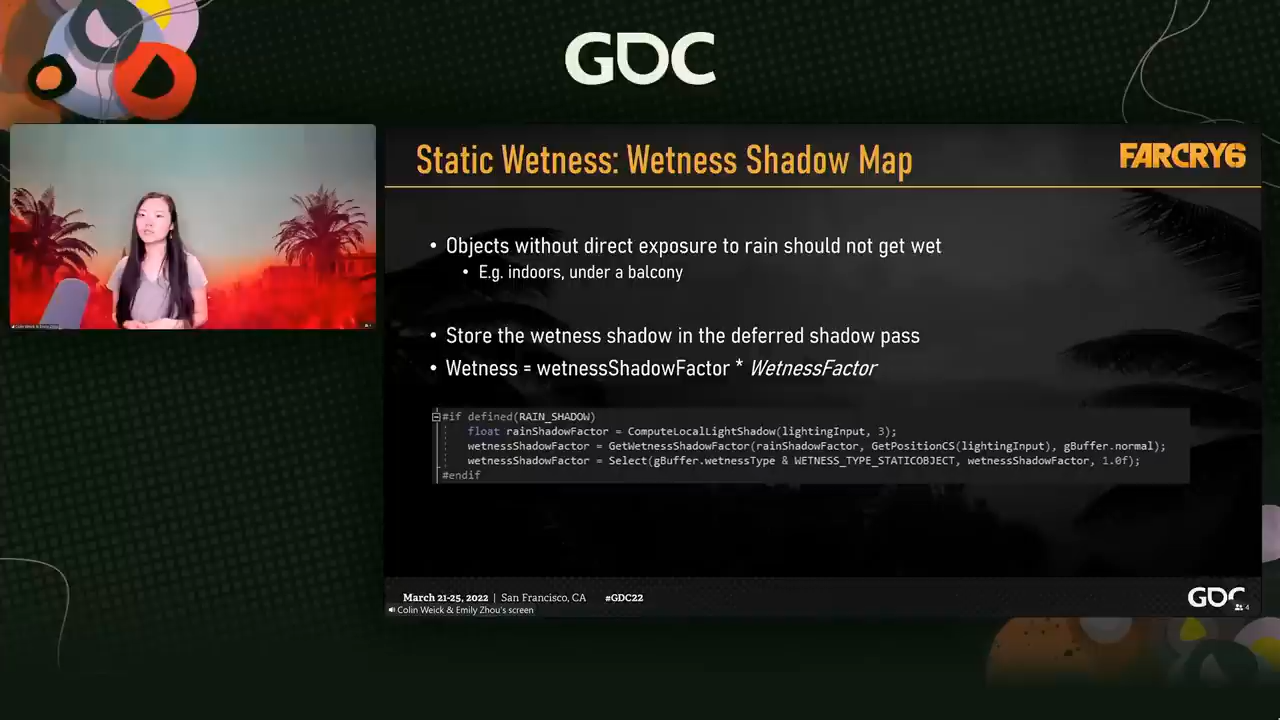 GDC
Static Wetness: Wetness Shadow Map
FARCRY6
• Objects without direct exposure to rain should not get wet
• E.g. indoors, under a balcony
• Store the wetness shadow in the deferred shadow pass
• Wetness = wetnessShadowFactor * WetnessFactor
#if defined(RAIN_SHADOW)
float rainShadowFactor = ComputeLocalLightShadow(lightingInput, 3);
wetnessShadowFactor = GetWetnessShadowFactor(rainShadowFactor, GetPositionCS(lightingInput), gBuffer.normal);
wetnessShadowFactor = Select(gBuffer.wetnessType & WETNESS_TYPE_STATICOBJECT, wetnessShadowFactor, 1.0f);
#endif
March 21-25, 2022 | San Francisco, CA #GDC22
GDC
4
Colin Weick & Emily Zhou's screen